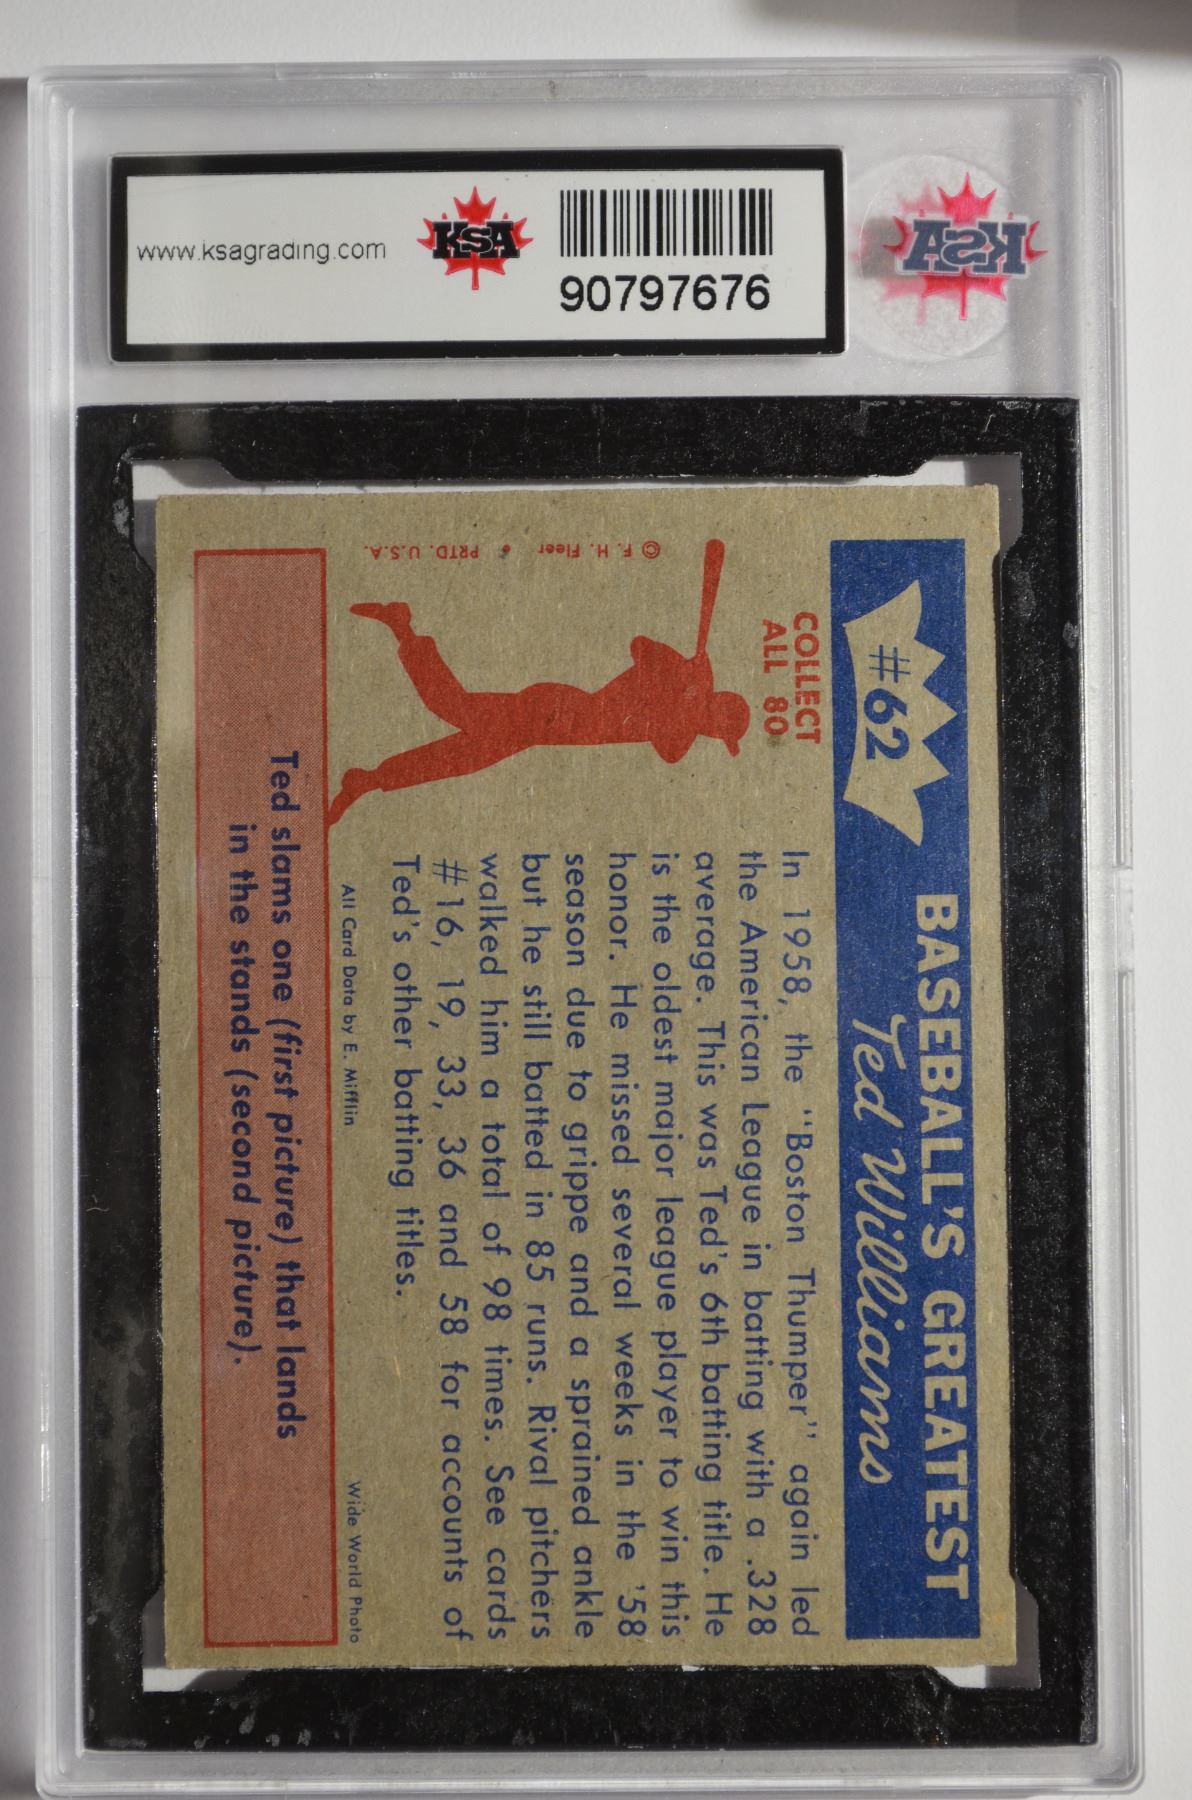 www.ksagrading.com
KSA
90797676
KSA
#62
BASEBALL'S GREATEST
Ted Williams
COLLECT
ALL 80
In 1958, the "Boston Thumper" again led
the American League in batting with a .328
average. This was Ted's 6th batting title. He
is the oldest major league player to win this
honor. He missed several weeks in the '58
season due to grippe and a sprained ankle
but he still batted in 85 runs. Rival pitchers
walked him a total of 98 times. See cards
#16, 19, 33, 36 and 58 for accounts of
Ted's other batting titles.
© F. H. Fleer • PRTD. U.S.A.
All Card Data by E. Mifflin
Wide World Photo
Ted slams one (first picture) that lands
in the stands (second picture).